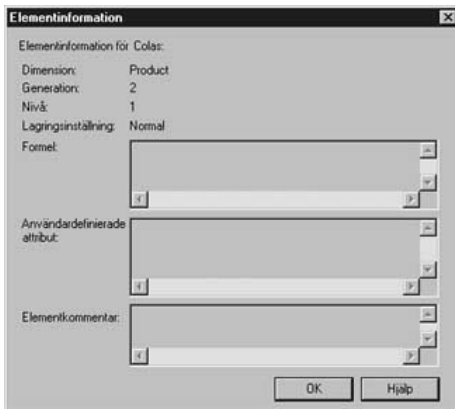 Elementinformation
Elementinformation för Colas:
Dimension: Product
Generation: 2
Nivå: 1
Lagringsinställning: Normal
Formel:
Användardefinierade
attribut:
Elementkommentar:
OK Hjälp